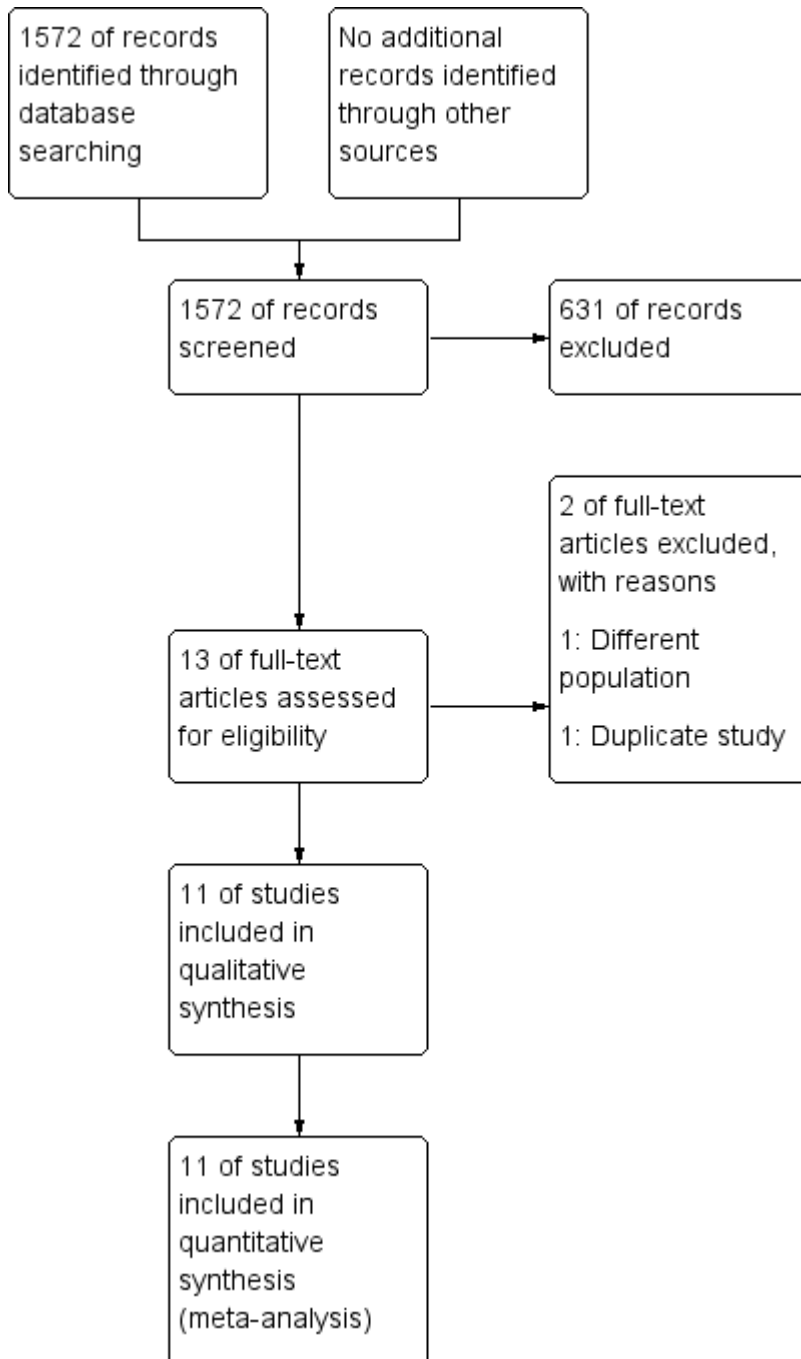 1572 of records
identified through
database
searching
No additional
records identified
through other
sources
1572 of records
screened
631 of records
excluded
2 of full-text
articles excluded,
with reasons
1: Different
population
1: Duplicate study
13 of full-text
articles assessed
for eligibility
11 of studies
included in
qualitative
synthesis
11 of studies
included in
quantitative
synthesis
(meta-analysis)